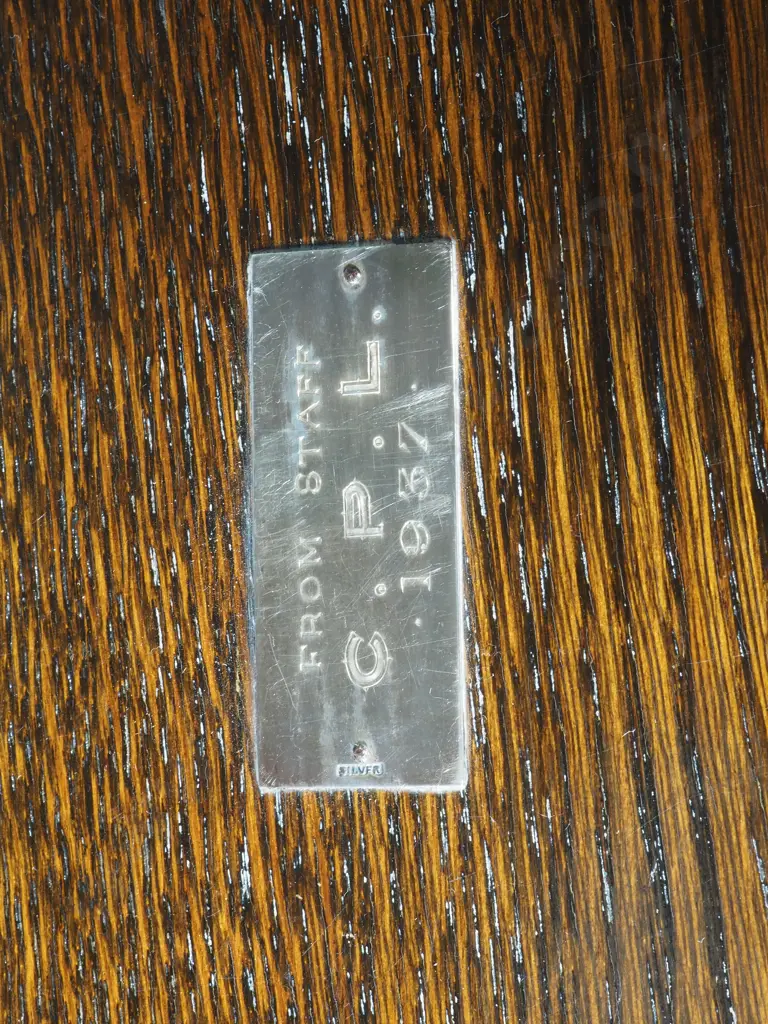 FROM STAFF
C.P.L.
.1937.
SILVER